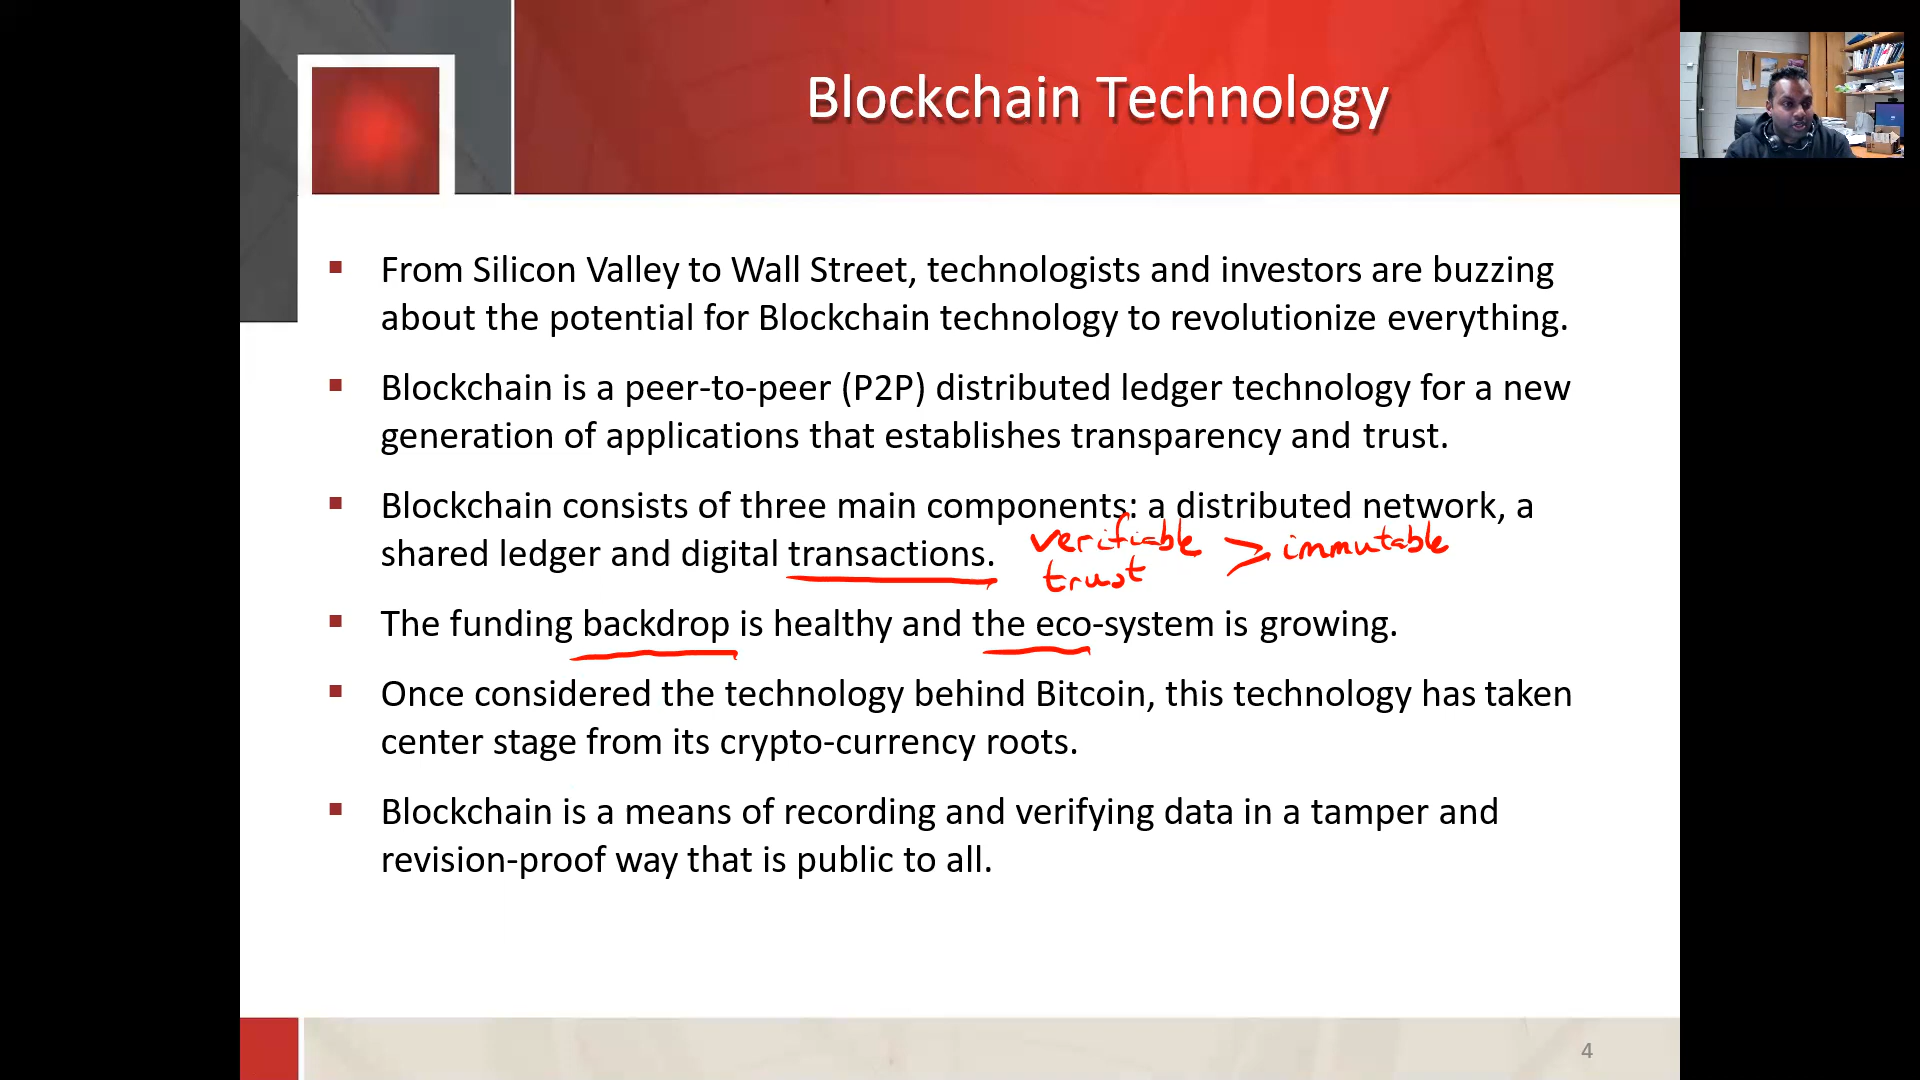 Blockchain Technology
From Silicon Valley to Wall Street, technologists and investors are buzzing
about the potential for Blockchain technology to revolutionize everything.
Blockchain is a peer-to-peer (P2P) distributed ledger technology for a new
generation of applications that establishes transparency and trust.
Blockchain consists of three main components: a distributed network, a
shared ledger and digital transactions.
verifiable > immutable
trust
The funding backdrop is healthy and the eco-system is growing.
Once considered the technology behind Bitcoin, this technology has taken
center stage from its crypto-currency roots.
Blockchain is a means of recording and verifying data in a tamper and
revision-proof way that is public to all.
4